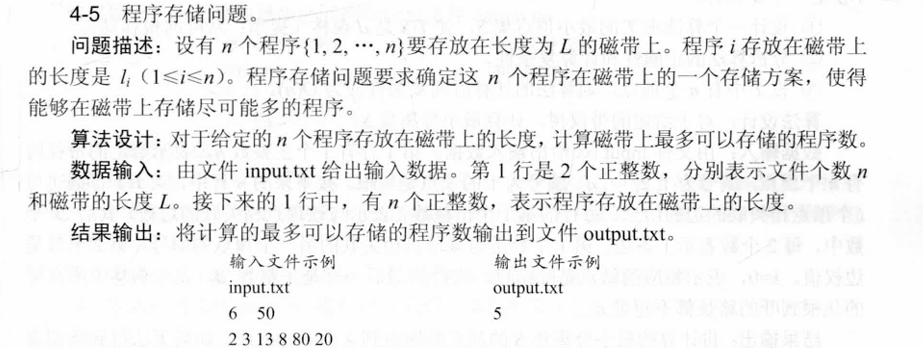 4-5 程序存储问题。
问题描述：设有 n 个程序{1, 2, …, n}要存放在长度为 L 的磁带上。程序 i 存放在磁带上
的长度是 lᵢ（1≤i≤n）。程序存储问题要求确定这 n 个程序在磁带上的一个存储方案，使得
能够在磁带上存储尽可能多的程序。
算法设计：对于给定的 n 个程序存放在磁带上的长度，计算磁带上最多可以存储的程序数。
数据输入：由文件 input.txt 给出输入数据。第 1 行是 2 个正整数，分别表示文件个数 n
和磁带的长度 L。接下来的 1 行中，有 n 个正整数，表示程序存放在磁带上的长度。
结果输出：将计算的最多可以存储的程序数输出到文件 output.txt。
输入文件示例 输出文件示例
input.txt output.txt
6 50 5
2 3 13 8 80 20